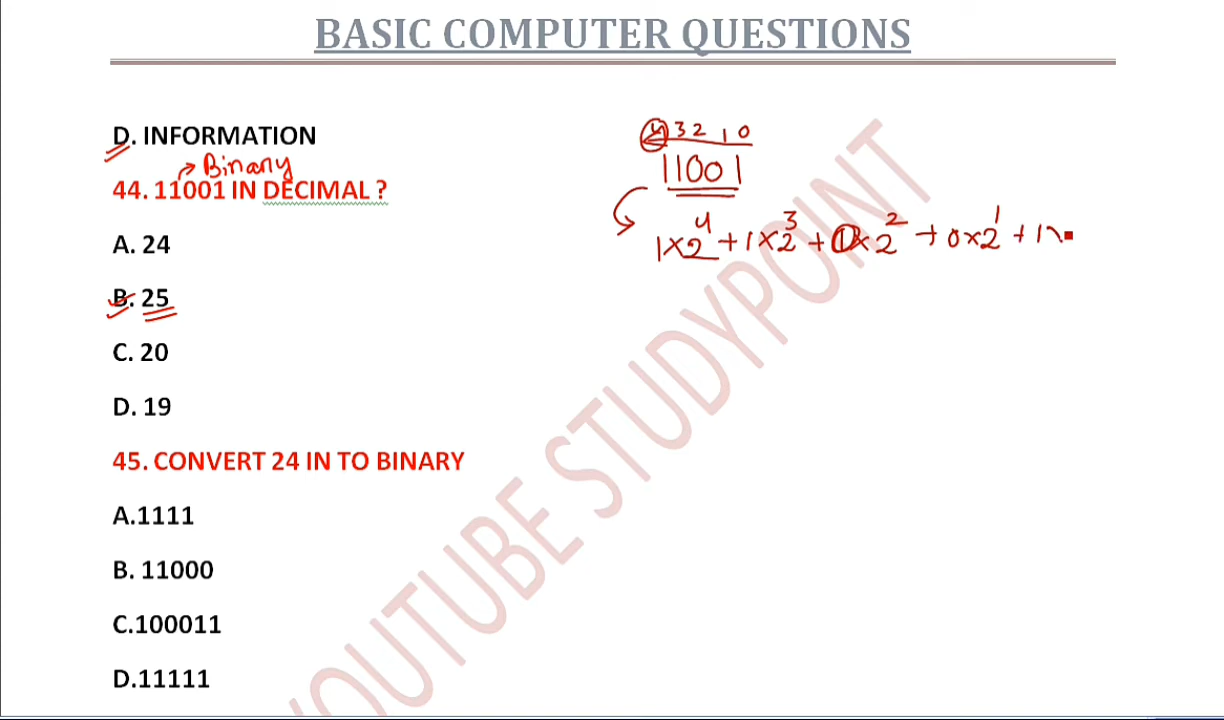 BASIC COMPUTER QUESTIONS
D. INFORMATION
Binary
44. 11001 IN DECIMAL ?
A. 24
B. 25
C. 20
D. 19
45. CONVERT 24 IN TO BINARY
A.1111
B. 11000
C.100011
D.11111
4 3 2 1 0
11001
1×2⁴ + 1×2³ + 0×2² + 0×2¹ + 1×
YOUTUBE STUDYPOINT